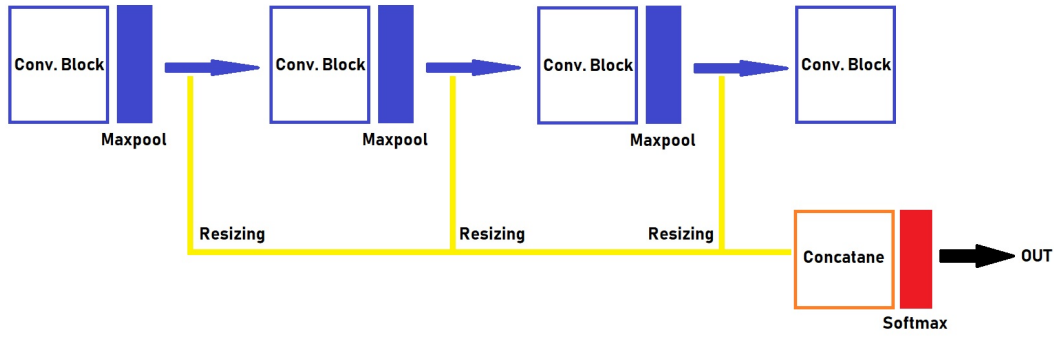 Conv. Block
Conv. Block
Conv. Block
Conv. Block
Maxpool
Maxpool
Maxpool
Resizing
Resizing
Resizing
Concatane
OUT
Softmax